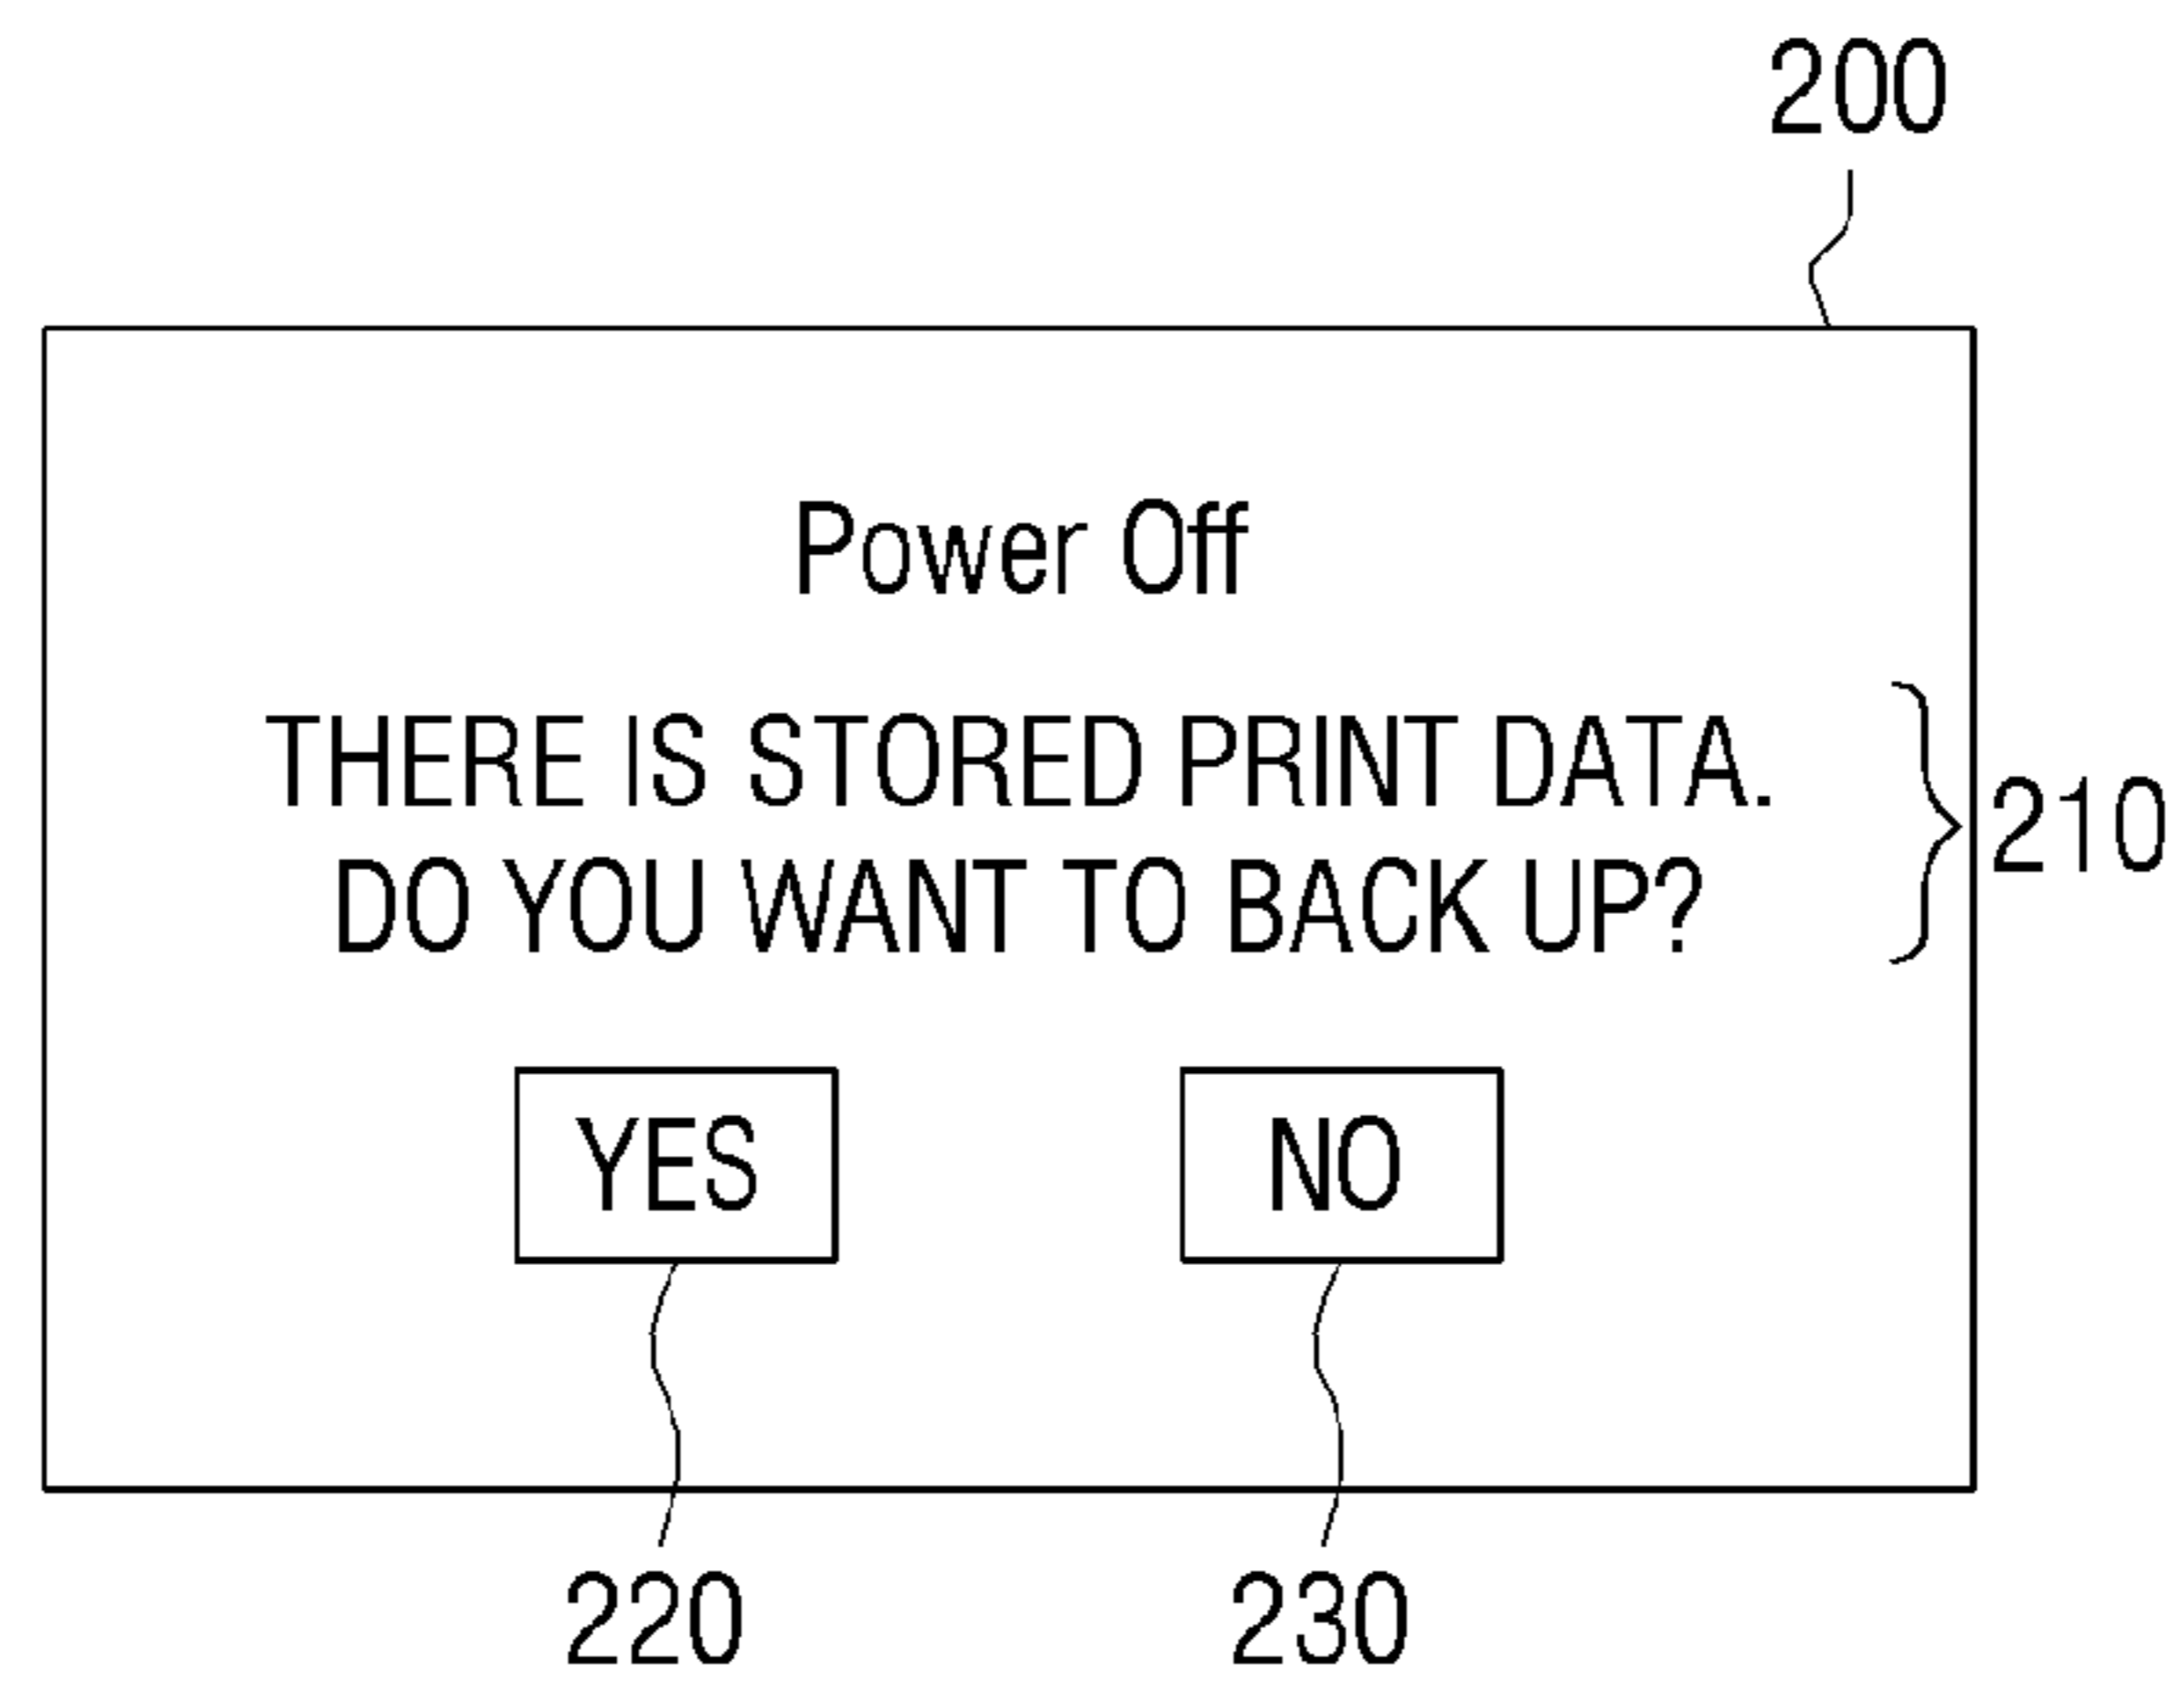 200
Power Off
THERE IS STORED PRINT DATA.
DO YOU WANT TO BACK UP?
210
YES
NO
220
230